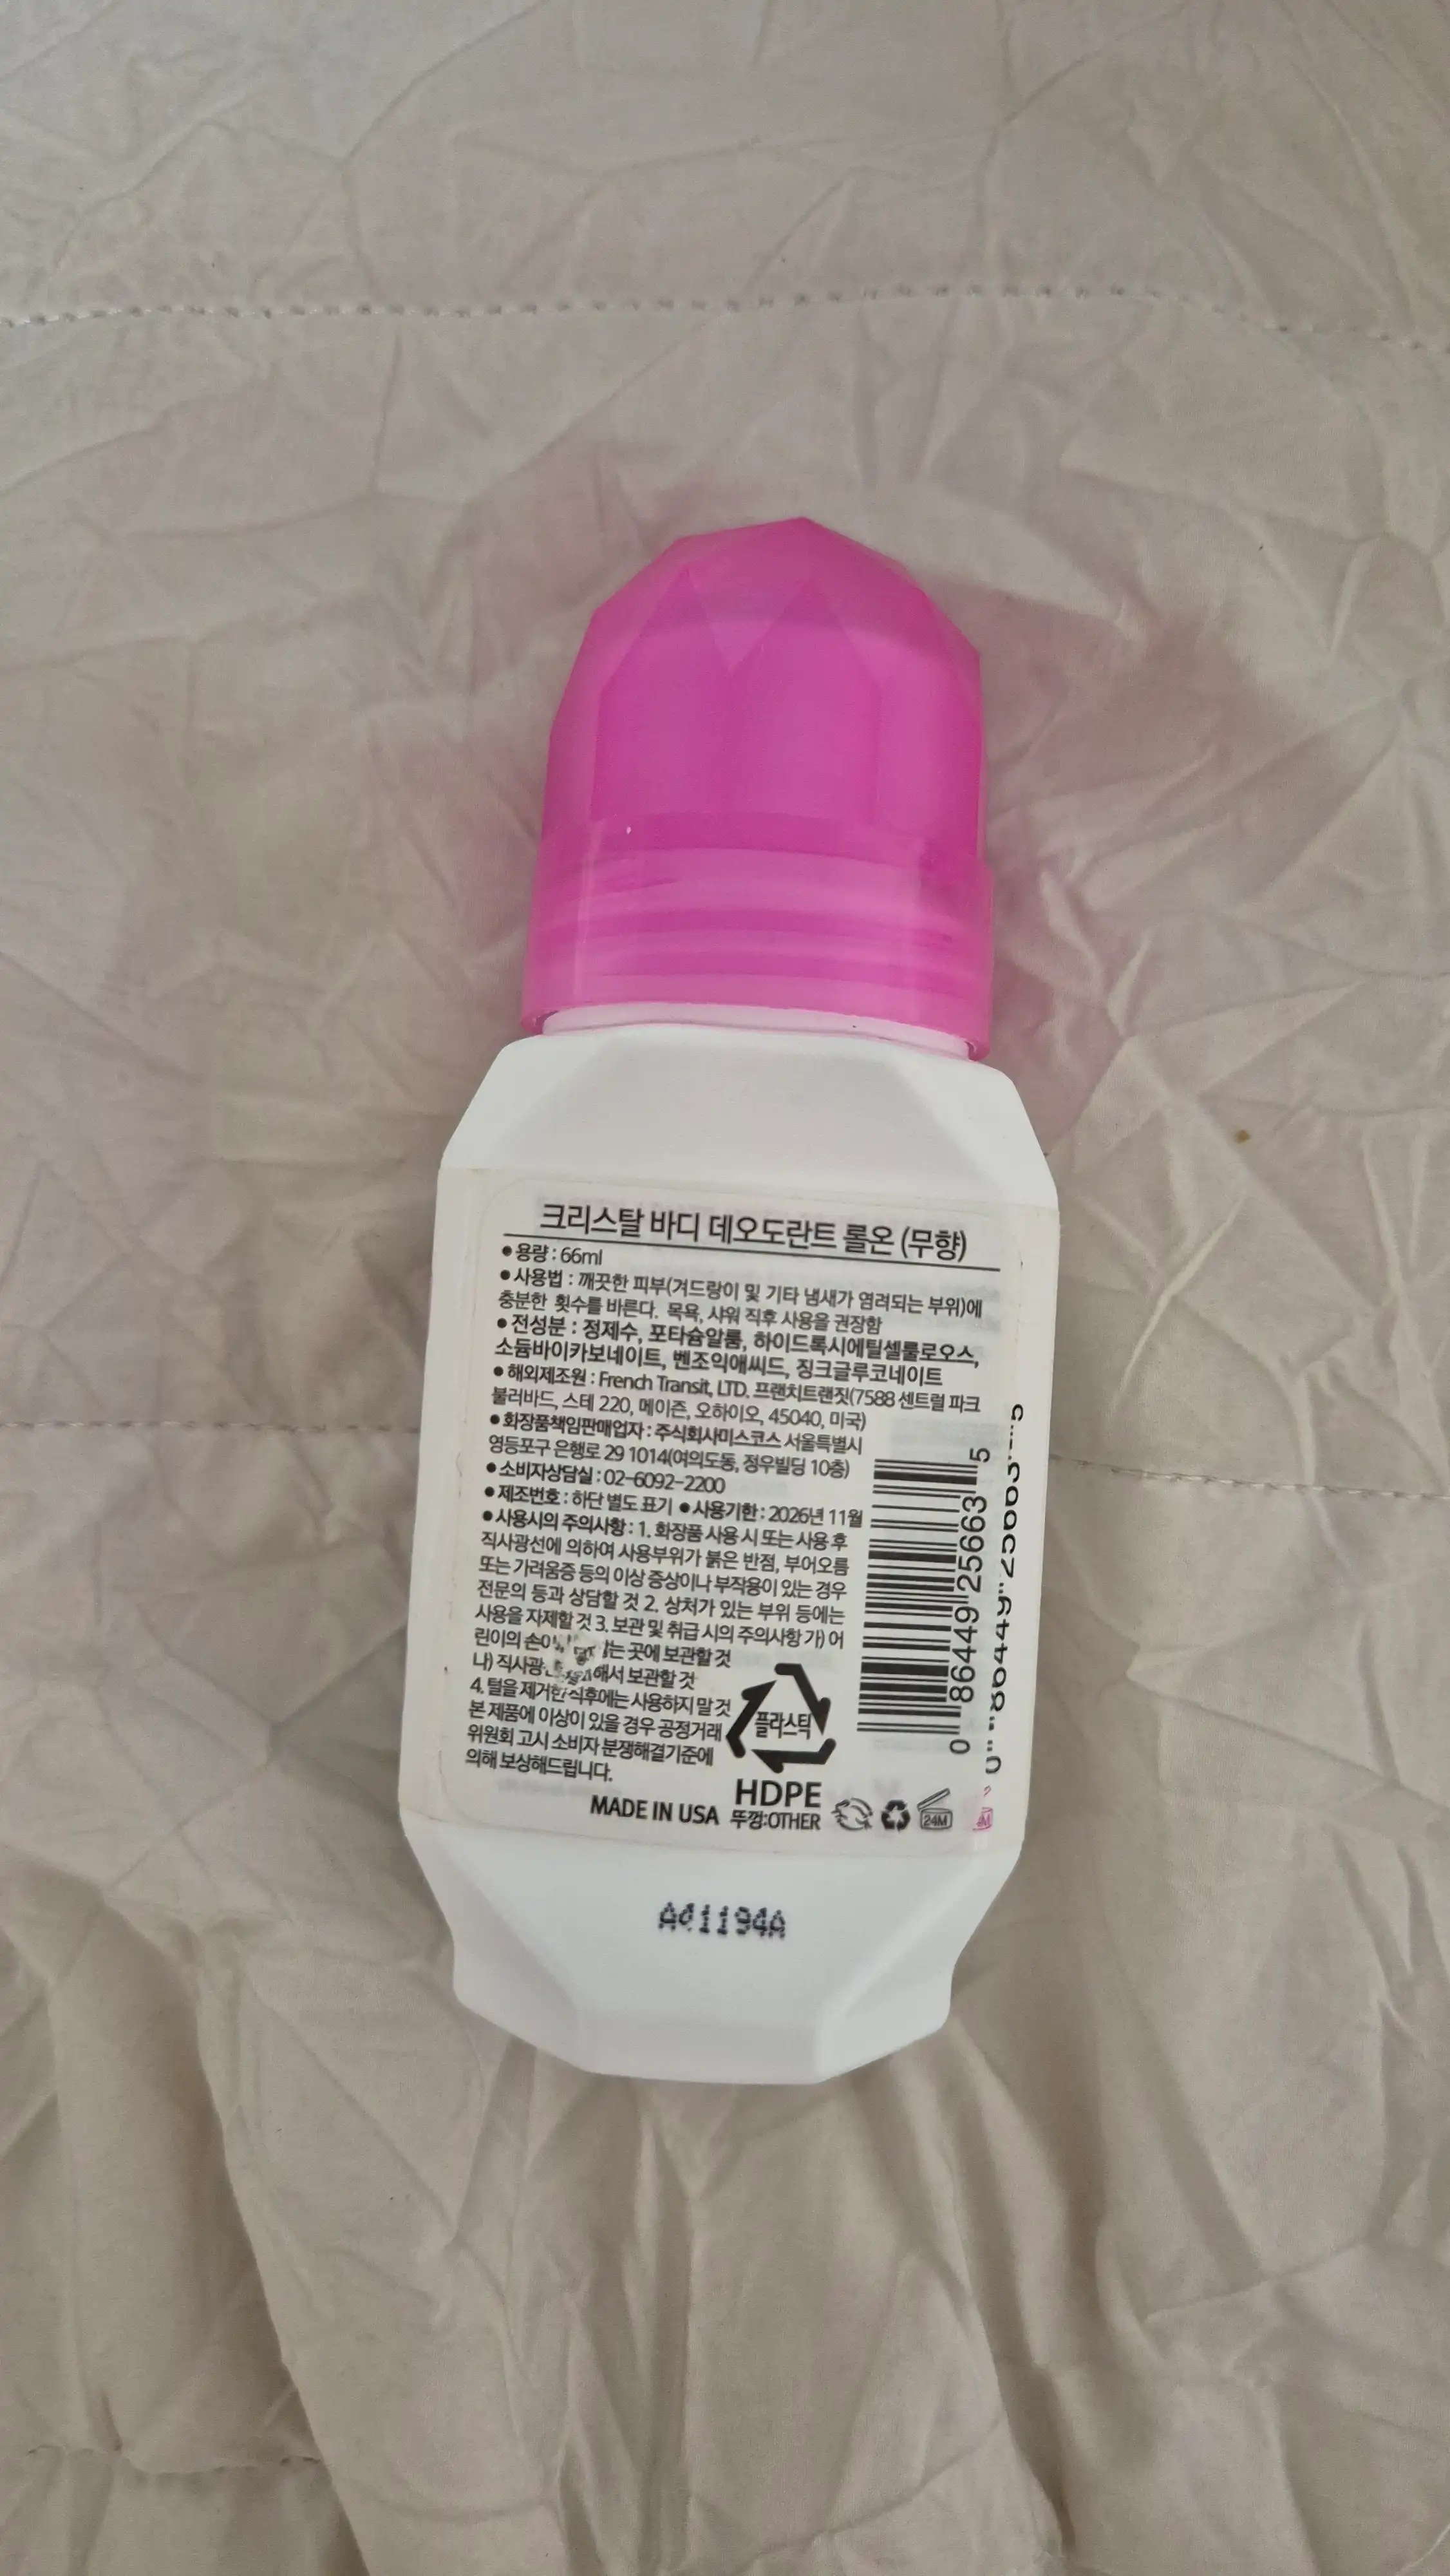 크리스탈 바디 데오도란트 롤온 (무향)
● 용량 : 66ml
● 사용법 : 깨끗한 피부(겨드랑이 및 기타 냄새가 염려되는 부위)에
충분한 횟수를 바른다. 목욕, 샤워 직후 사용을 권장함
● 전성분 : 정제수, 포타슘알룸, 하이드록시에틸셀룰로오스,
소듐바이카보네이트, 벤조익애씨드, 징크글루코네이트
● 해외제조원 : French Transit, LTD. 프랜치트랜짓(7588 센트럴 파크
불러바드, 스테 220, 메이즌, 오하이오, 45040, 미국)
● 화장품책임판매업자 : 주식회사미스코스 서울특별시
영등포구 은행로 29 1014(여의도동, 정우빌딩 10층)
● 소비자상담실 : 02-6092-2200
● 제조번호 : 하단 별도 표기 ● 사용기한 : 2026년 11월
● 사용시의 주의사항 : 1. 화장품 사용 시 또는 사용 후
직사광선에 의하여 사용부위가 붉은 반점, 부어오름
또는 가려움증 등의 이상 증상이나 부작용이 있는 경우
전문의 등과 상담할 것 2. 상처가 있는 부위 등에는
사용을 자제할 것 3. 보관 및 취급 시의 주의사항 가) 어
린이의 곳에 보관할 것
나) 보관할 것
4. 털을 제거한 직후에는 사용하지 말 것
본 제품에 이상이 있을 경우 공정거래
위원회 고시 소비자 분쟁해결기준에
의해 보상해드립니다.
MADE IN USA
플라스틱
HDPE
뚜껑:OTHER
24M
0 86449 25663 5
A41194A